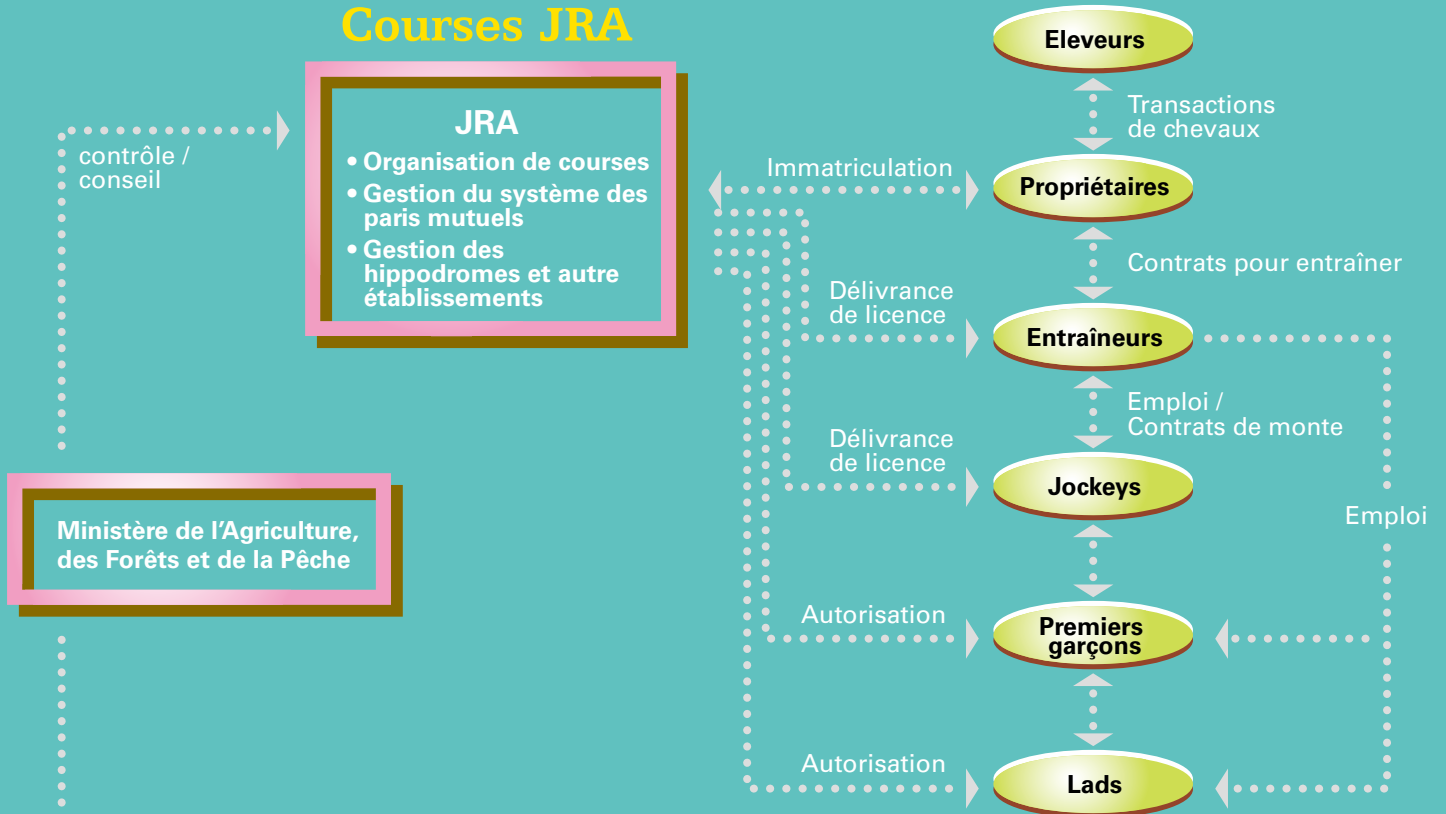 Courses JRA
JRA
• Organisation de courses
• Gestion du système des
paris mutuels
• Gestion des
hippodromes et autre
établissements
contrôle /
conseil
Ministère de l'Agriculture,
des Forêts et de la Pêche
Eleveurs
Transactions
de chevaux
Immatriculation
Propriétaires
Contrats pour entraîner
Délivrance
de licence
Entraîneurs
Emploi /
Contrats de monte
Délivrance
de licence
Jockeys
Emploi
Autorisation
Premiers
garçons
Autorisation
Lads